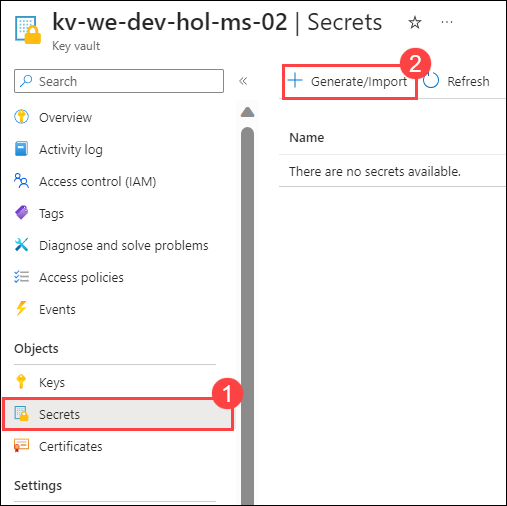 kv-we-dev-hol-ms-02 | Secrets
Key vault
Search
Overview
Activity log
Access control (IAM)
Tags
Diagnose and solve problems
Access policies
Events
Objects
Keys
Secrets
1
Certificates
Settings
Generate/Import
2
Refresh
Name
There are no secrets available.